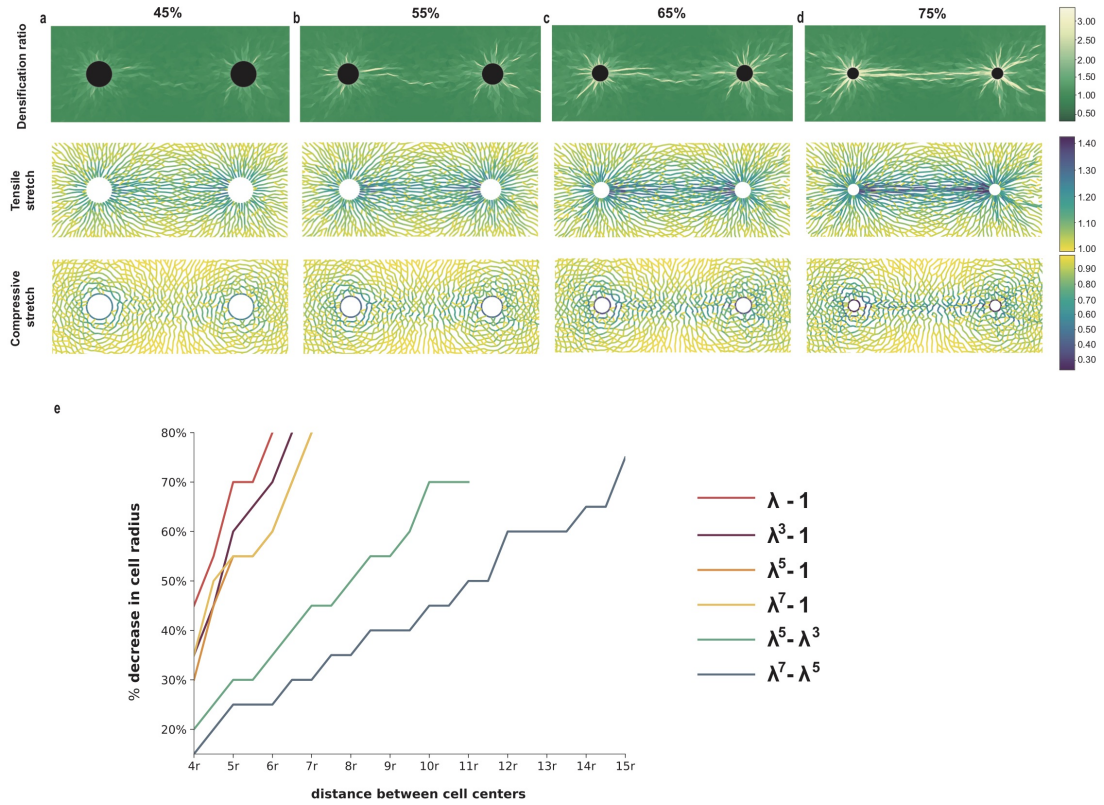 a 45% b 55% c 65% d 75%
Densification ratio
3.00
2.50
2.00
1.50
1.00
0.50
Tensile
stretch
1.40
1.30
1.20
1.10
1.00
Compressive
stretch
0.90
0.80
0.70
0.60
0.50
0.40
0.30
e
% decrease in cell radius
80%
70%
60%
50%
40%
30%
20%
4r 5r 6r 7r 8r 9r 10r 11r 12r 13r 14r 15r
distance between cell centers
λ - 1
λ³- 1
λ⁵- 1
λ⁷- 1
λ⁵- λ³
λ⁷- λ⁵